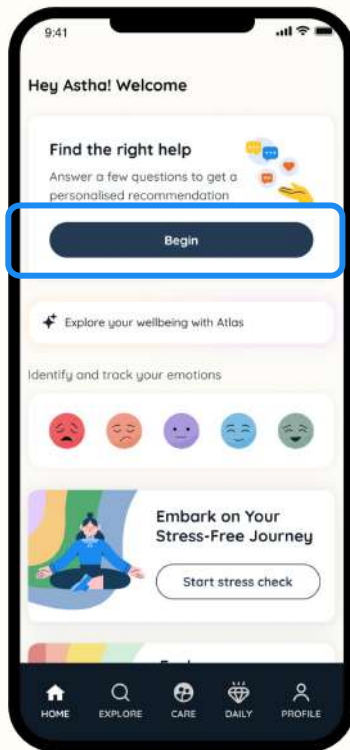 9:41
Hey Astha! Welcome
Find the right help
Answer a few questions to get a
personalised recommendation
Begin
Explore your wellbeing with Atlas
Identify and track your emotions
Embark on Your
Stress-Free Journey
Start stress check
HOME
EXPLORE
CARE
DAILY
PROFILE